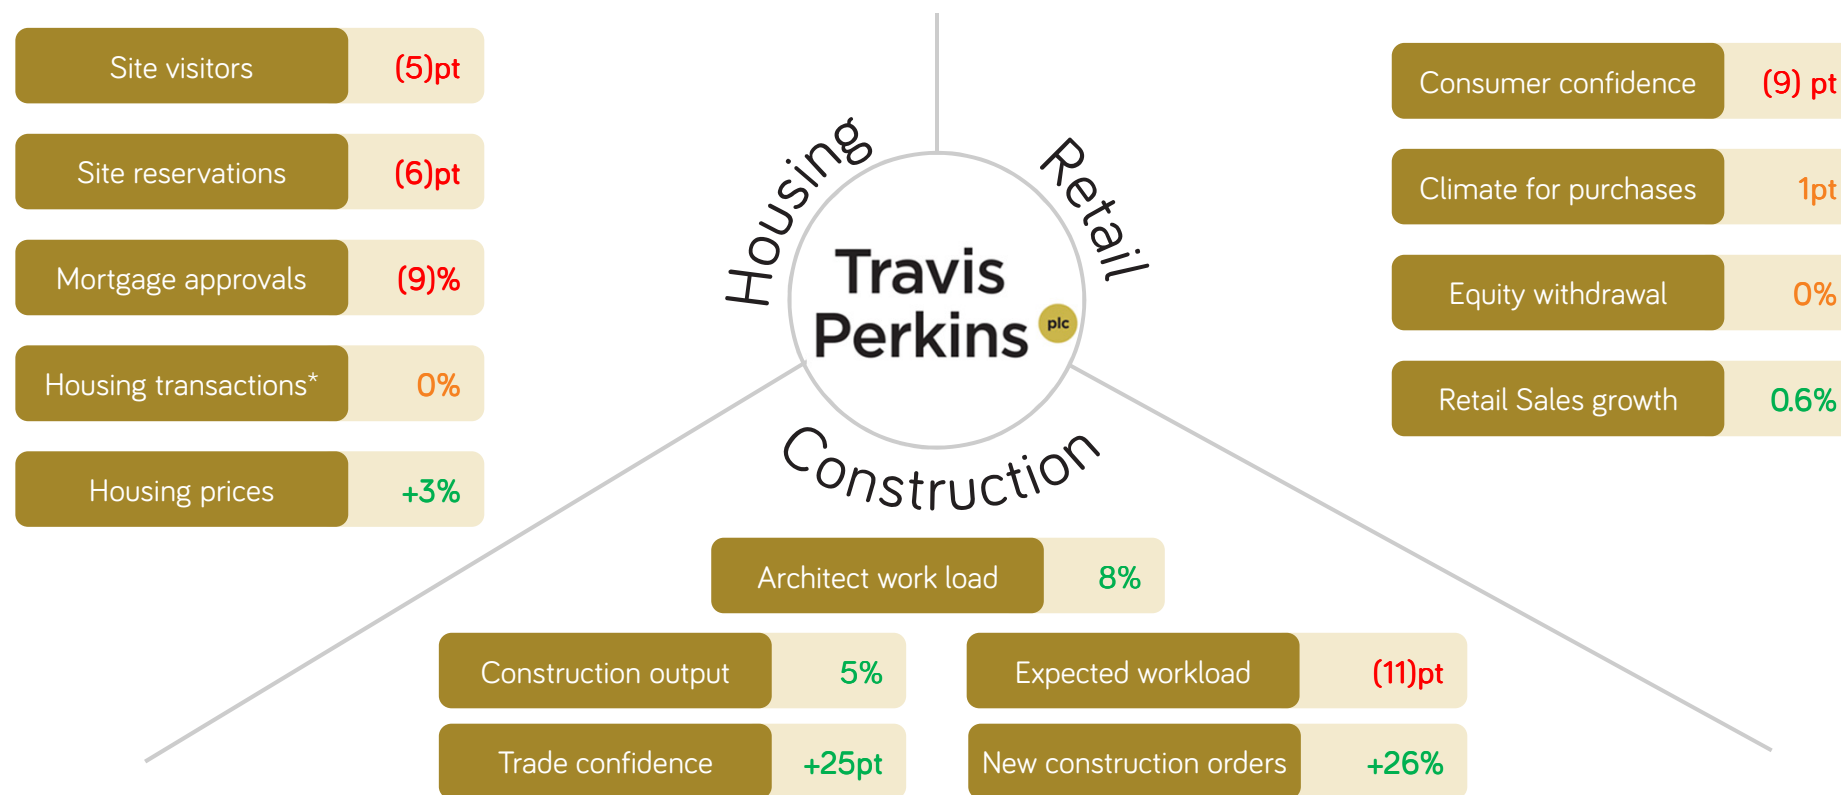 Site visitors (5)pt
Site reservations (6)pt
Mortgage approvals (9)%
Housing transactions* 0%
Housing prices +3%
Housing
Retail
Travis
Perkins plc
Construction
Consumer confidence (9) pt
Climate for purchases 1pt
Equity withdrawal 0%
Retail Sales growth 0.6%
Architect work load 8%
Construction output 5%
Expected workload (11)pt
Trade confidence +25pt
New construction orders +26%